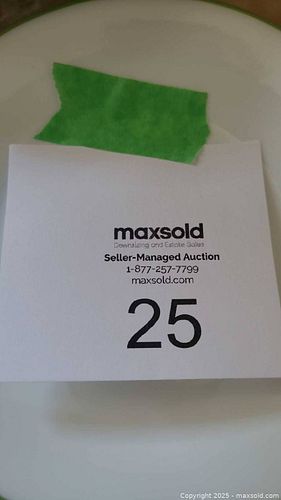 maxsold
Downsizing and Estate Sales
Seller-Managed Auction
1-877-257-7799
maxsold.com
25
Copyright 2025 - maxsold.com